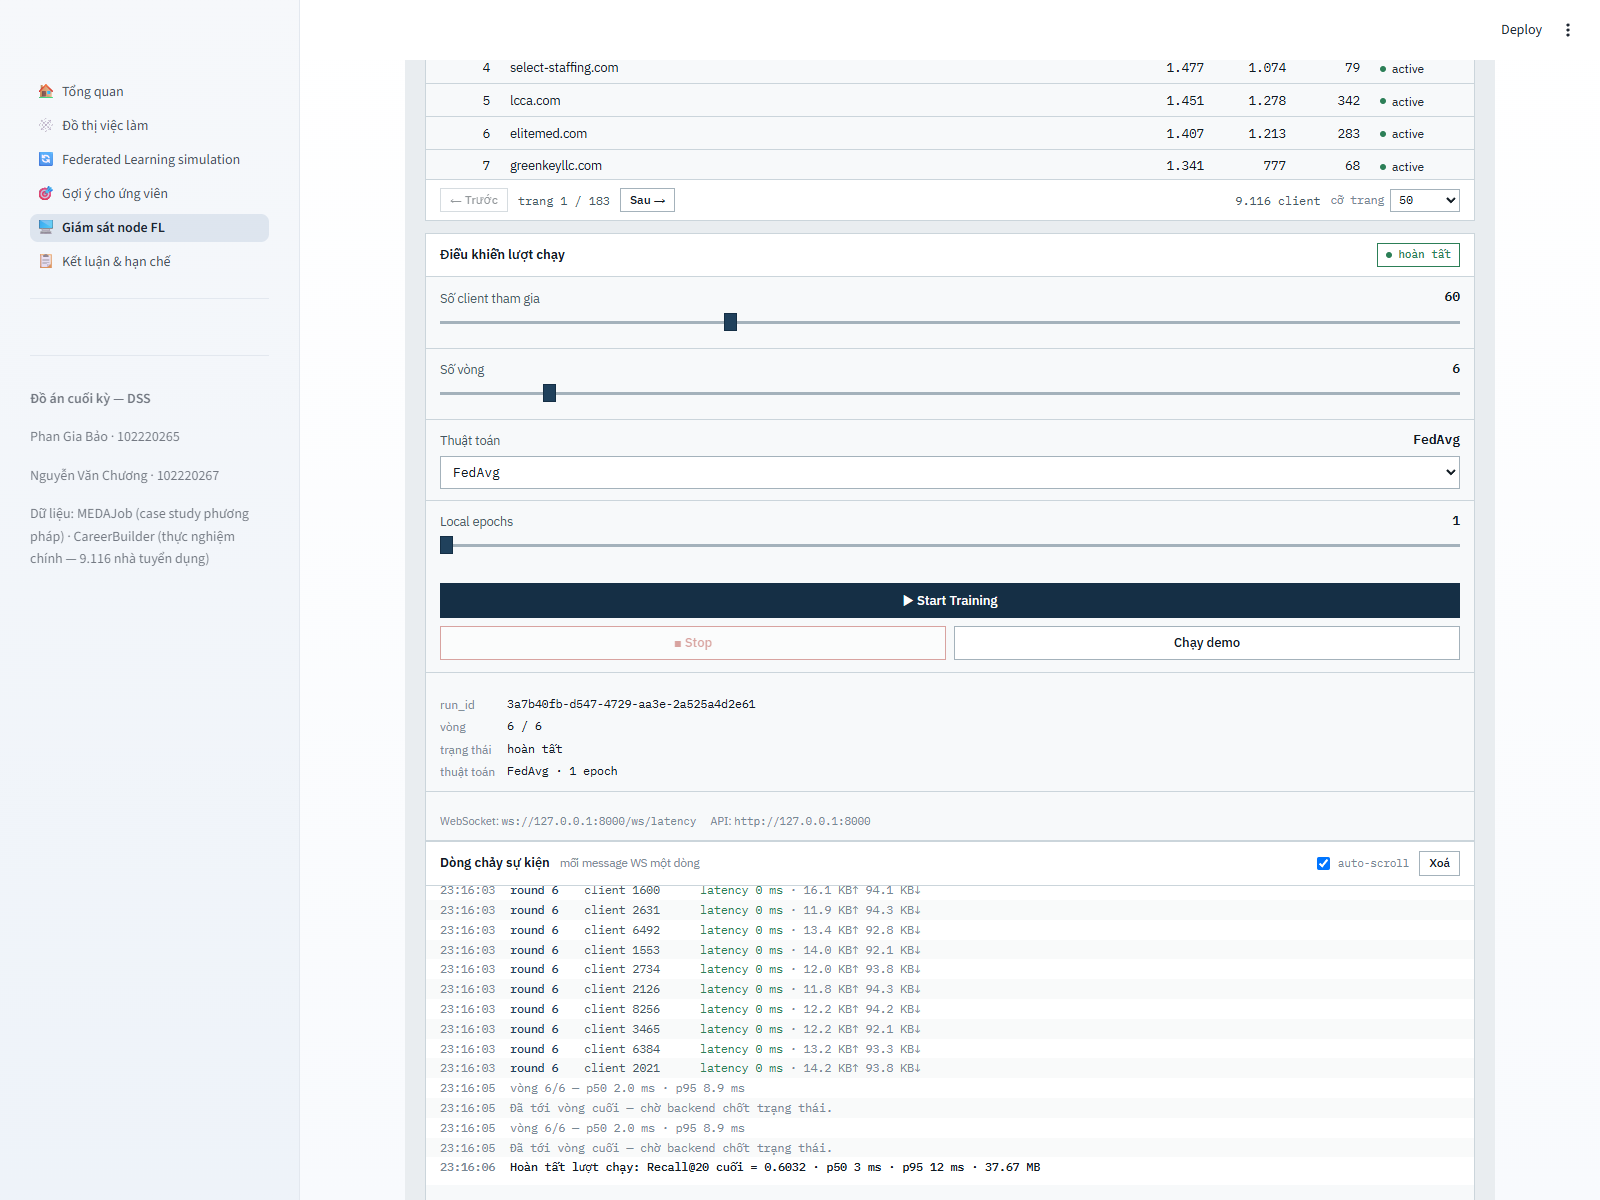 Deploy
Tổng quan
Đồ thị việc làm
Federated Learning simulation
Gợi ý cho ứng viên
Giám sát node FL
Kết luận & hạn chế
Đồ án cuối kỳ — DSS
Phan Gia Bảo · 102220265
Nguyễn Văn Chương · 102220267
Dữ liệu: MEDAJob (case study phương
pháp) · CareerBuilder (thực nghiệm
chính — 9.116 nhà tuyển dụng)
4 select-staffing.com 1.477 1.074 79 ● active
5 lcca.com 1.451 1.278 342 ● active
6 elitemed.com 1.407 1.213 283 ● active
7 greenkeyllc.com 1.341 777 68 ● active
← Trước trang 1 / 183 Sau → 9.116 client cỡ trang 50
Điều khiển lượt chạy ● hoàn tất
Số client tham gia 60
Số vòng 6
Thuật toán FedAvg
FedAvg
Local epochs 1
▶ Start Training
■ Stop Chạy demo
run_id 3a7b40fb-d547-4729-aa3e-2a525a4d2e61
vòng 6 / 6
trạng thái hoàn tất
thuật toán FedAvg · 1 epoch
WebSocket: ws://127.0.0.1:8000/ws/latency API: http://127.0.0.1:8000
Dòng chảy sự kiện mỗi message WS một dòng auto-scroll Xoá
23:16:03 round 6 client 1600 latency 0 ms · 16.1 KB↑ 94.1 KB↓
23:16:03 round 6 client 2631 latency 0 ms · 11.9 KB↑ 94.3 KB↓
23:16:03 round 6 client 6492 latency 0 ms · 13.4 KB↑ 92.8 KB↓
23:16:03 round 6 client 1553 latency 0 ms · 14.0 KB↑ 92.1 KB↓
23:16:03 round 6 client 2734 latency 0 ms · 12.0 KB↑ 93.8 KB↓
23:16:03 round 6 client 2126 latency 0 ms · 11.8 KB↑ 94.3 KB↓
23:16:03 round 6 client 8256 latency 0 ms · 12.2 KB↑ 94.2 KB↓
23:16:03 round 6 client 3465 latency 0 ms · 12.2 KB↑ 92.1 KB↓
23:16:03 round 6 client 6384 latency 0 ms · 13.2 KB↑ 93.3 KB↓
23:16:03 round 6 client 2021 latency 0 ms · 14.2 KB↑ 93.8 KB↓
23:16:05 vòng 6/6 — p50 2.0 ms · p95 8.9 ms
23:16:05 Đã tới vòng cuối — chờ backend chốt trạng thái.
23:16:05 vòng 6/6 — p50 2.0 ms · p95 8.9 ms
23:16:05 Đã tới vòng cuối — chờ backend chốt trạng thái.
23:16:06 Hoàn tất lượt chạy: Recall@20 cuối = 0.6032 · p50 3 ms · p95 12 ms · 37.67 MB